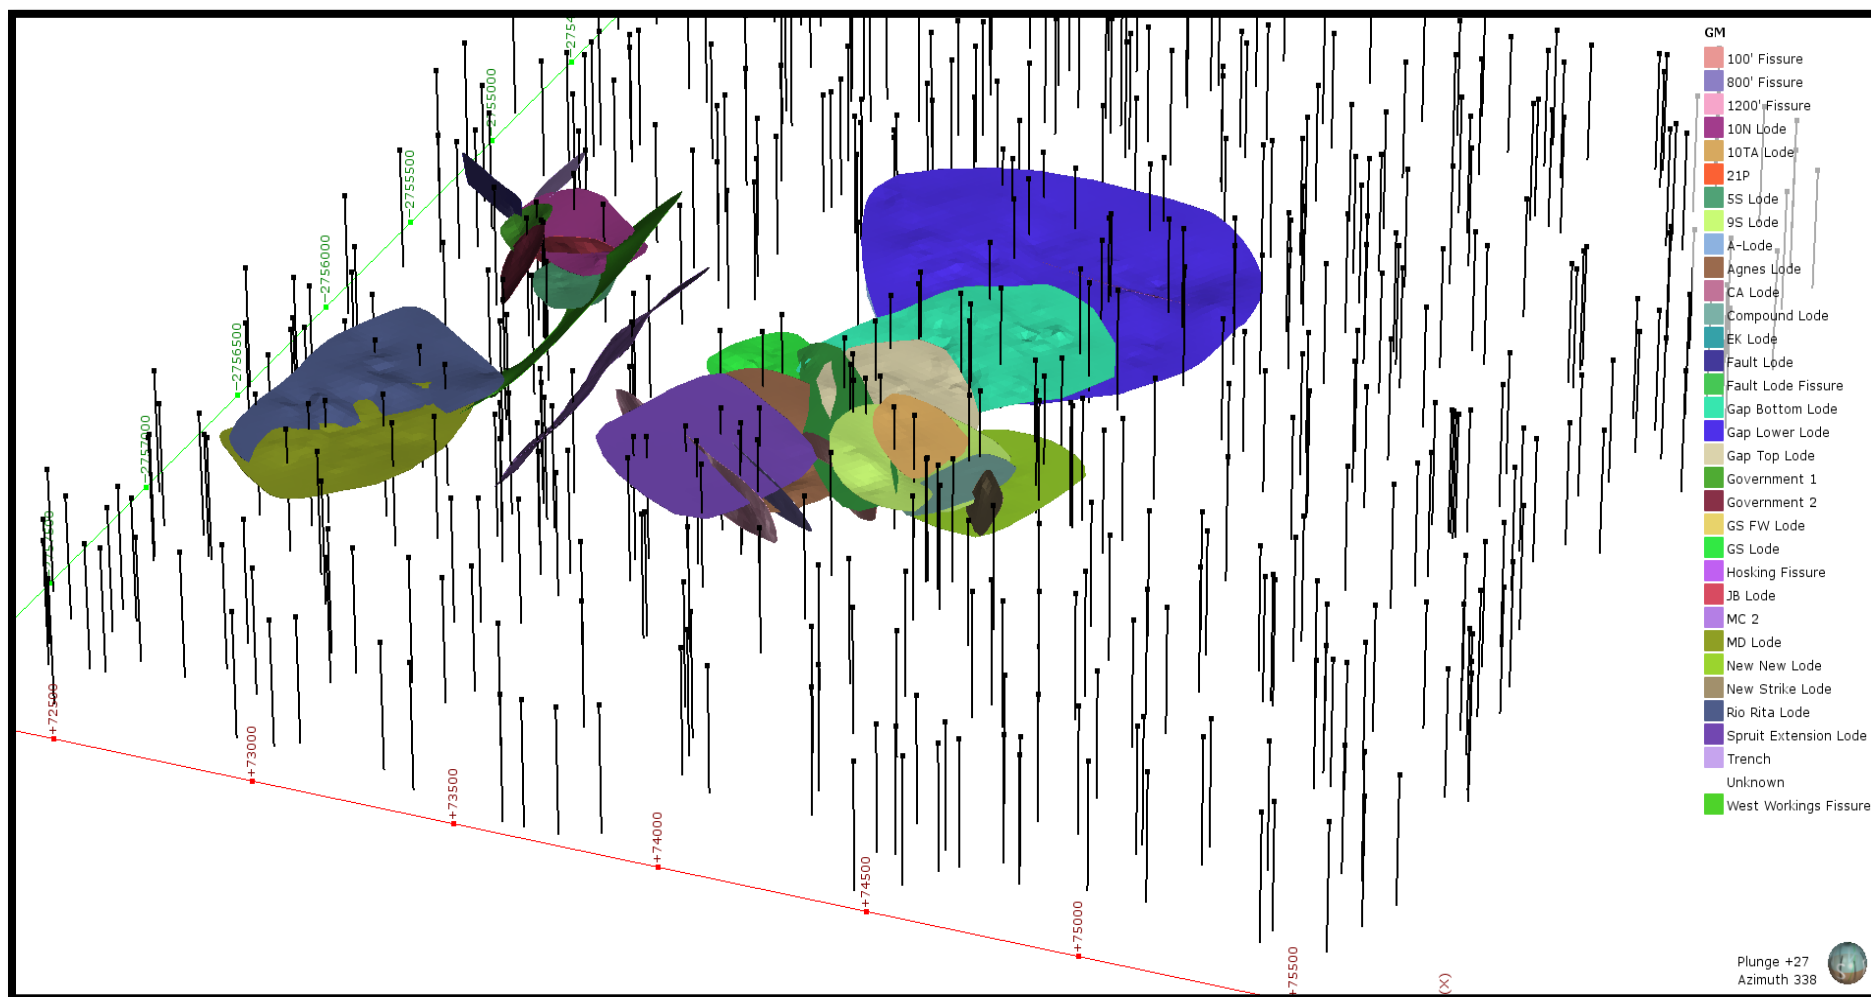 GM
100' Fissure
800' Fissure
1200' Fissure
10N Lode
10TA Lode
21P
5S Lode
9S Lode
A-Lode
Agnes Lode
CA Lode
Compound Lode
EK Lode
Fault Lode
Fault Lode Fissure
Gap Bottom Lode
Gap Lower Lode
Gap Top Lode
Government 1
Government 2
GS FW Lode
GS Lode
Hosking Fissure
JB Lode
MC 2
MD Lode
New New Lode
New Strike Lode
Rio Rita Lode
Spruit Extension Lode
Trench
Unknown
West Workings Fissure
-2755000
-2755500
-2756000
-2756500
-2757000
+72500
+73000
+73500
+74000
+74500
+75000
+75500
(X)
Plunge +27
Azimuth 338